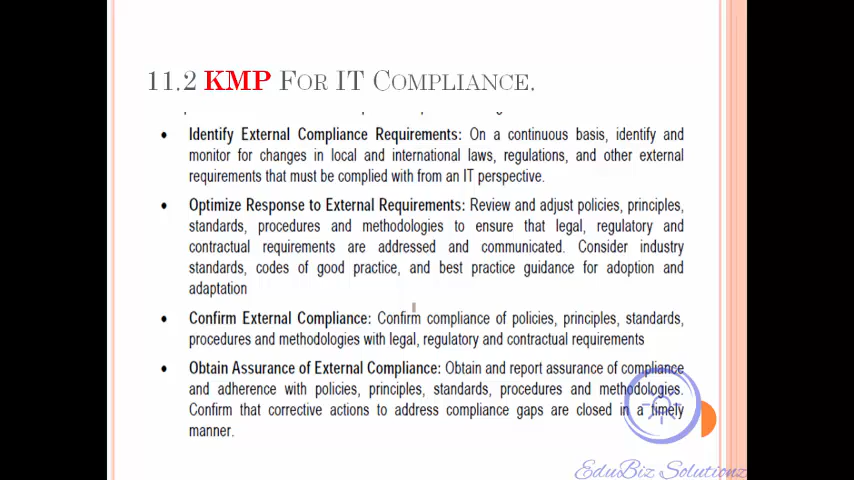 11.2 KMP FOR IT COMPLIANCE.
• Identify External Compliance Requirements: On a continuous basis, identify and
monitor for changes in local and international laws, regulations, and other external
requirements that must be complied with from an IT perspective.
• Optimize Response to External Requirements: Review and adjust policies, principles,
standards, procedures and methodologies to ensure that legal, regulatory and
contractual requirements are addressed and communicated. Consider industry
standards, codes of good practice, and best practice guidance for adoption and
adaptation
• Confirm External Compliance: Confirm compliance of policies, principles, standards,
procedures and methodologies with legal, regulatory and contractual requirements
• Obtain Assurance of External Compliance: Obtain and report assurance of compliance
and adherence with policies, principles, standards, procedures and methodologies.
Confirm that corrective actions to address compliance gaps are closed in a timely
manner.
EduBiz Solutionz